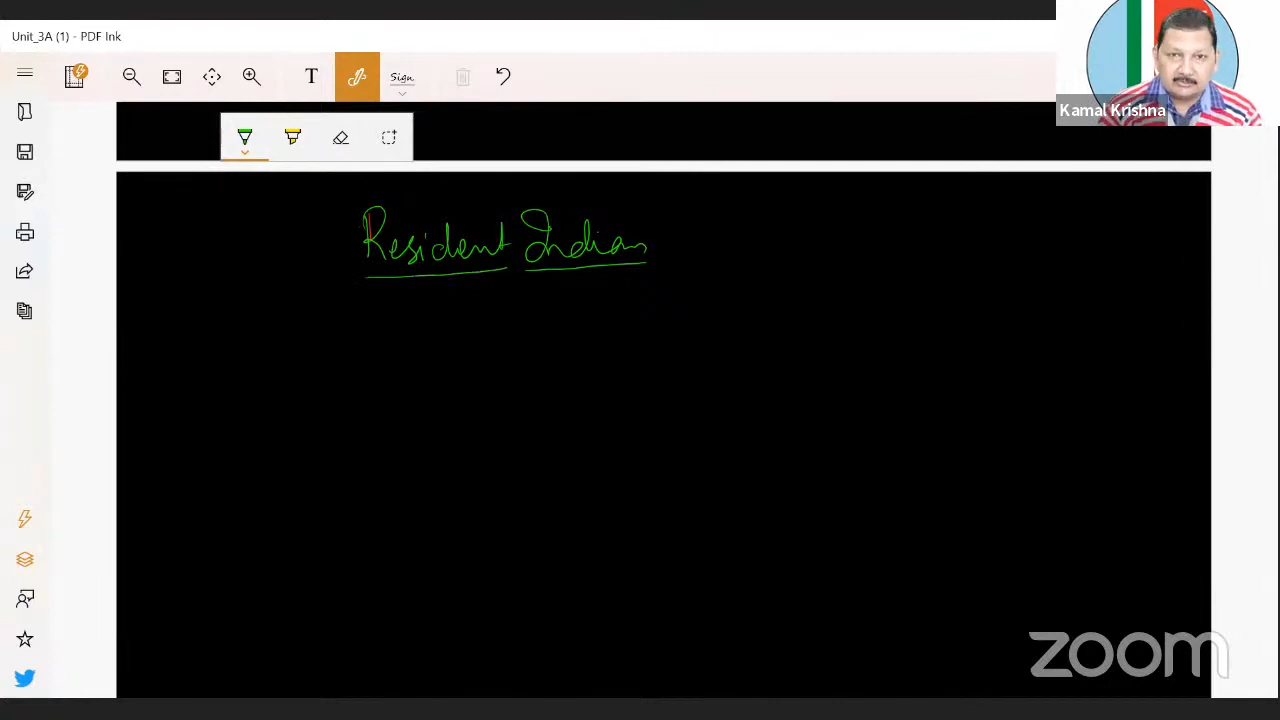 Unit_3A (1) - PDF Ink
T
Sign
Kamal Krishna
Resident Indian
zoom